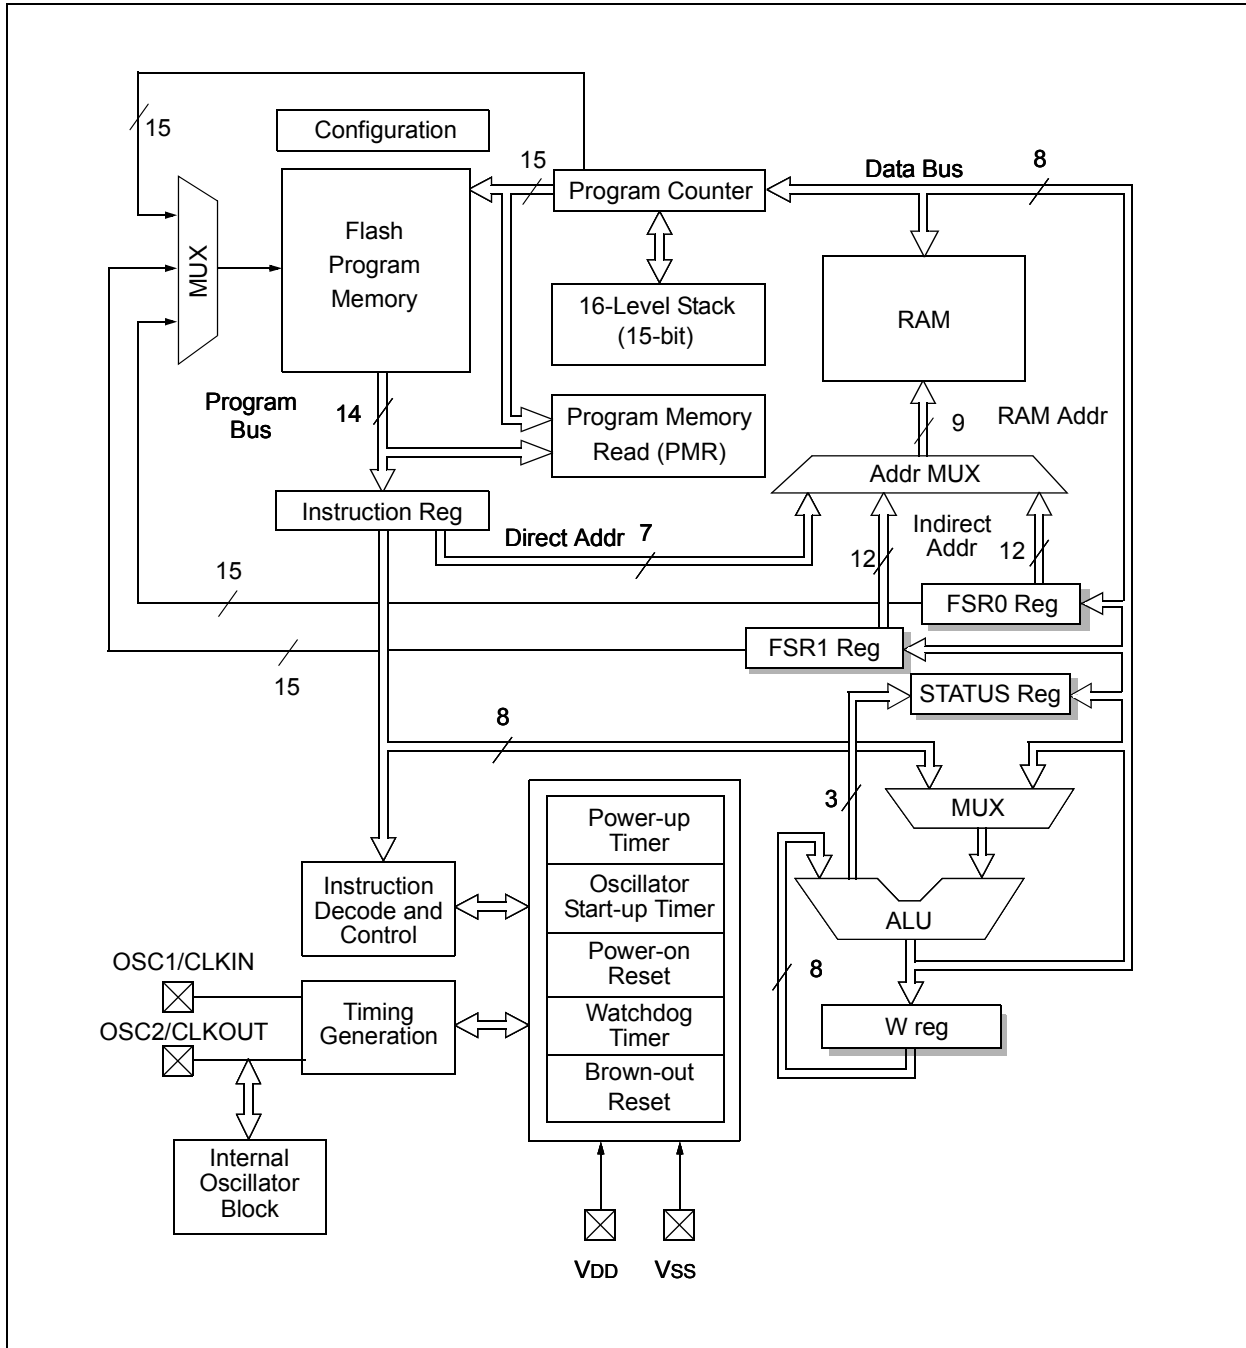 15
Configuration
15
Program Counter
Data Bus
8
MUX
Flash
Program
Memory
16-Level Stack
(15-bit)
RAM
Program
Bus
14
Program Memory
Read (PMR)
9
RAM Addr
Addr MUX
Instruction Reg
Direct Addr
7
Indirect
Addr
12
12
15
FSR0 Reg
FSR1 Reg
15
STATUS Reg
8
3
MUX
Power-up
Timer
Oscillator
Start-up Timer
Power-on
Reset
Watchdog
Timer
Brown-out
Reset
Instruction
Decode and
Control
ALU
8
OSC1/CLKIN
OSC2/CLKOUT
Timing
Generation
W reg
Internal
Oscillator
Block
VDD
VSS